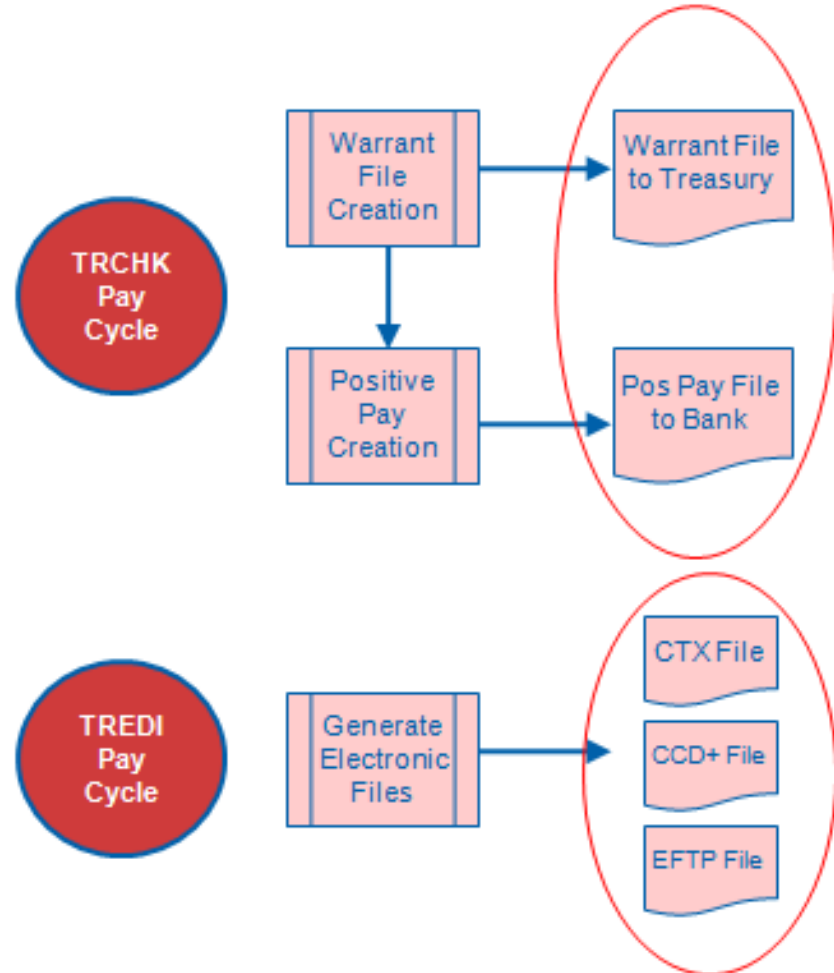 TRCHK
Pay
Cycle
Warrant
File
Creation
Warrant File
to Treasury
Positive
Pay
Creation
Pos Pay File
to Bank
TREDI
Pay
Cycle
Generate
Electronic
Files
CTX File
CCD+ File
EFTP File